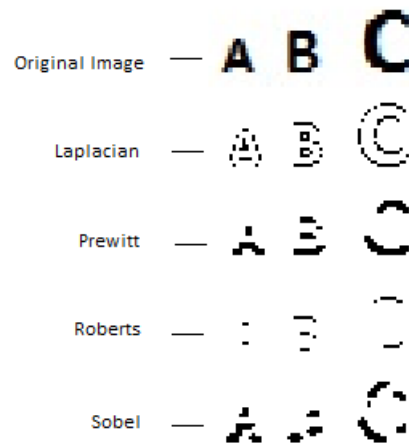 Original Image — A B C
Laplacian — A B C
Prewitt —
Roberts —
Sobel —